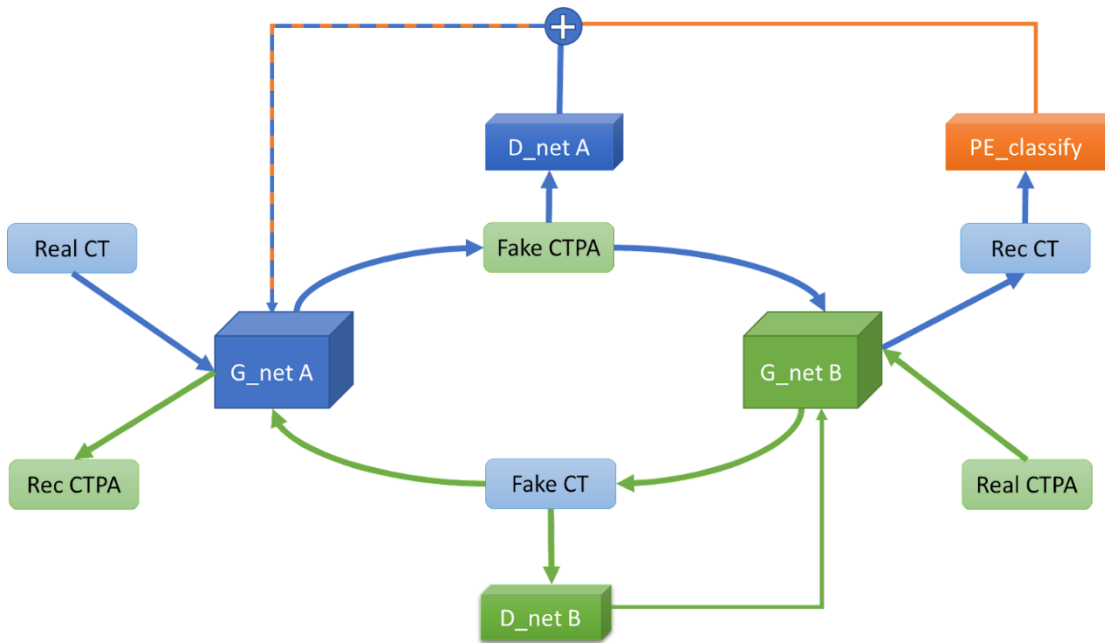 D_net A
PE_classify
Real CT
Fake CTPA
Rec CT
G_net A
G_net B
Rec CTPA
Fake CT
Real CTPA
D_net B